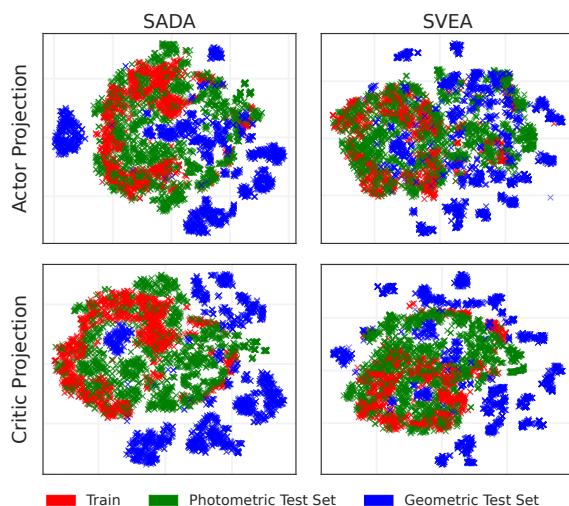 SADA
SVEA
Actor Projection
Critic Projection
Train
Photometric Test Set
Geometric Test Set